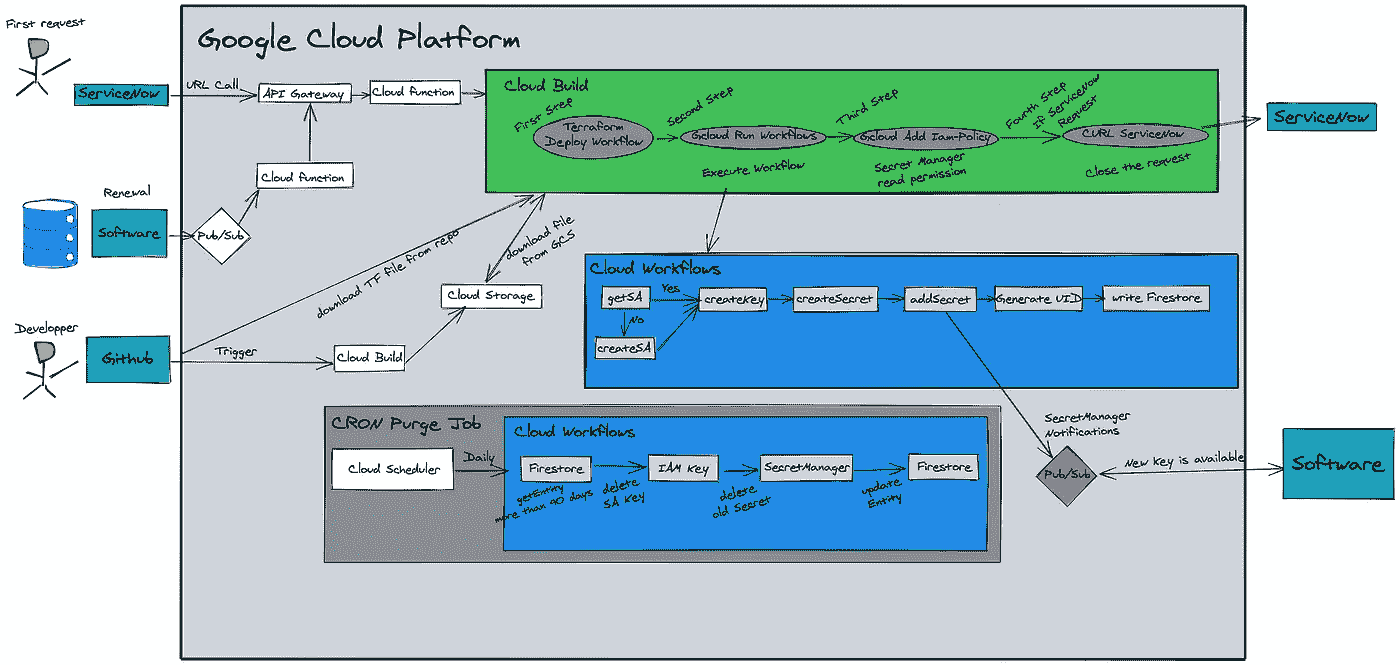 First request
Google Cloud Platform
ServiceNow
URL Call
API Gateway
Cloud function
Cloud Build
First Step
Terraform
Deploy Workflow
Second Step
Gcloud Run Workflows
Execute Workflow
Third Step
Gcloud Add Iam-Policy
Secret Manager
read permission
Fourth Step
If ServiceNow
Request
CURL ServiceNow
Close the request
ServiceNow
Cloud function
Renewal
Software
Pub/Sub
download TF file from repo
download file
from GCS
Cloud Storage
Developper
Github
Trigger
Cloud Build
Cloud Workflows
getSA
Yes
No
createSA
createKey
createSecret
addSecret
Generate UID
write Firestore
CRON Purge Job
Cloud Scheduler
Daily
Cloud Workflows
Firestore
getEntity
more than 90 days
delete
SA Key
IAM Key
delete
old Secret
SecretManager
update
Entity
Firestore
SecretManager
Notifications
Pub/Sub
New Key is available
Software